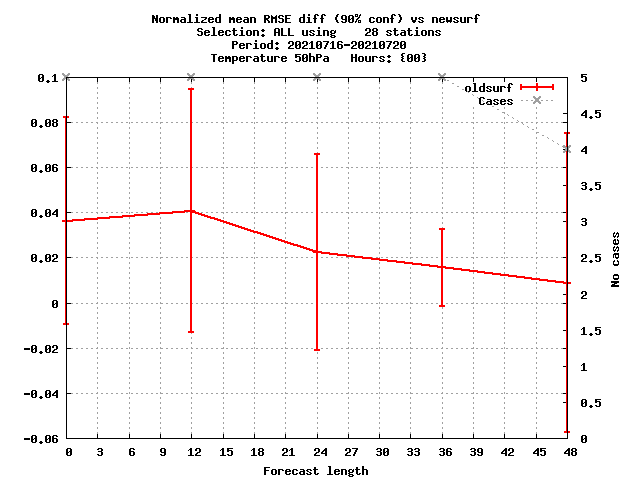 Normalized mean RMSE diff (90% conf) vs newsurf
Selection: ALL using    28 stations
Period: 20210716-20210720
Temperature 50hPa   Hours: {00}
oldsurf
Cases
0.1
0.08
0.06
0.04
0.02
0
-0.02
-0.04
-0.06
5
4.5
4
3.5
3
2.5
2
1.5
1
0.5
0
No cases
0 3 6 9 12 15 18 21 24 27 30 33 36 39 42 45 48
Forecast length